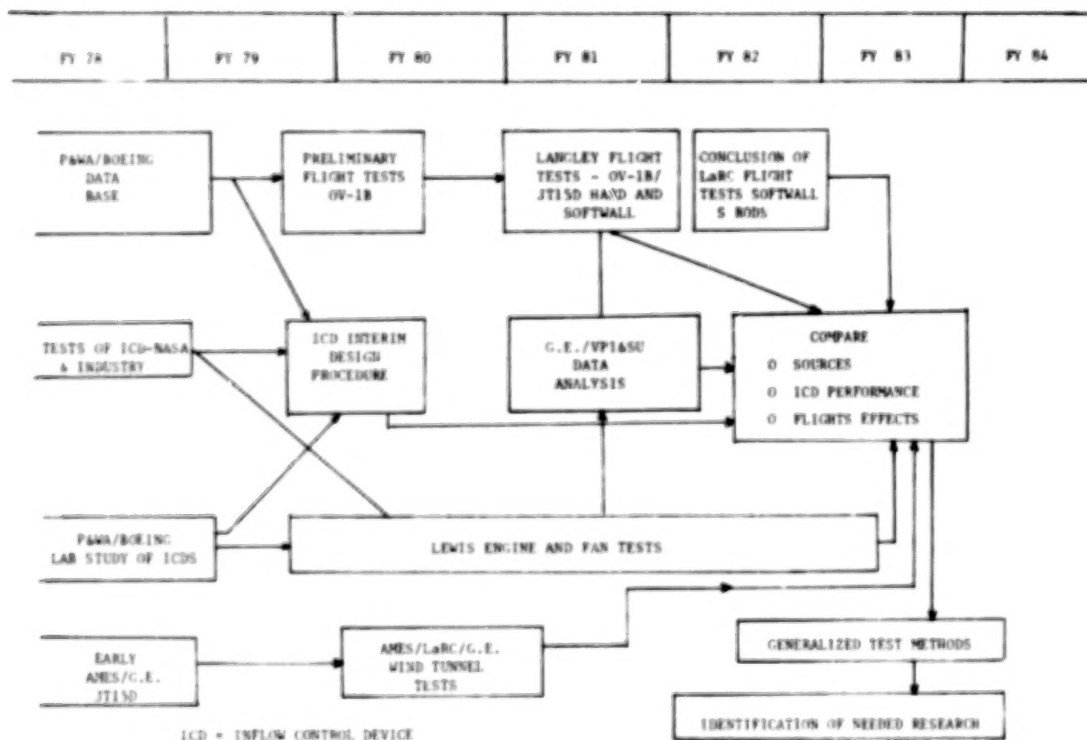 FY 78
FY 79
FY 80
FY 81
FY 82
FY 83
FY 84
P&WA/BOEING
DATA
BASE
PRELIMINARY
FLIGHT TESTS
OV-1B
LANGLEY FLIGHT
TESTS - OV-1B/
JT15D HAND AND
SOFTWALL
CONCLUSION OF
LaRC FLIGHT
TESTS SOFTWALL
S RODS
TESTS OF ICD-NASA
& INDUSTRY
ICD INTERIM
DESIGN
PROCEDURE
G.E./VPI&SU
DATA
ANALYSIS
COMPARE
O SOURCES
O ICD PERFORMANCE
O FLIGHTS EFFECTS
P&WA/BOEING
LAB STUDY OF ICDS
LEWIS ENGINE AND FAN TESTS
EARLY
AMES/G.E.
JT15D
AMES/LaRC/G.E.
WIND TUNNEL
TESTS
GENERALIZED TEST METHODS
IDENTIFICATION OF NEEDED RESEARCH
ICD = INFLOW CONTROL DEVICE